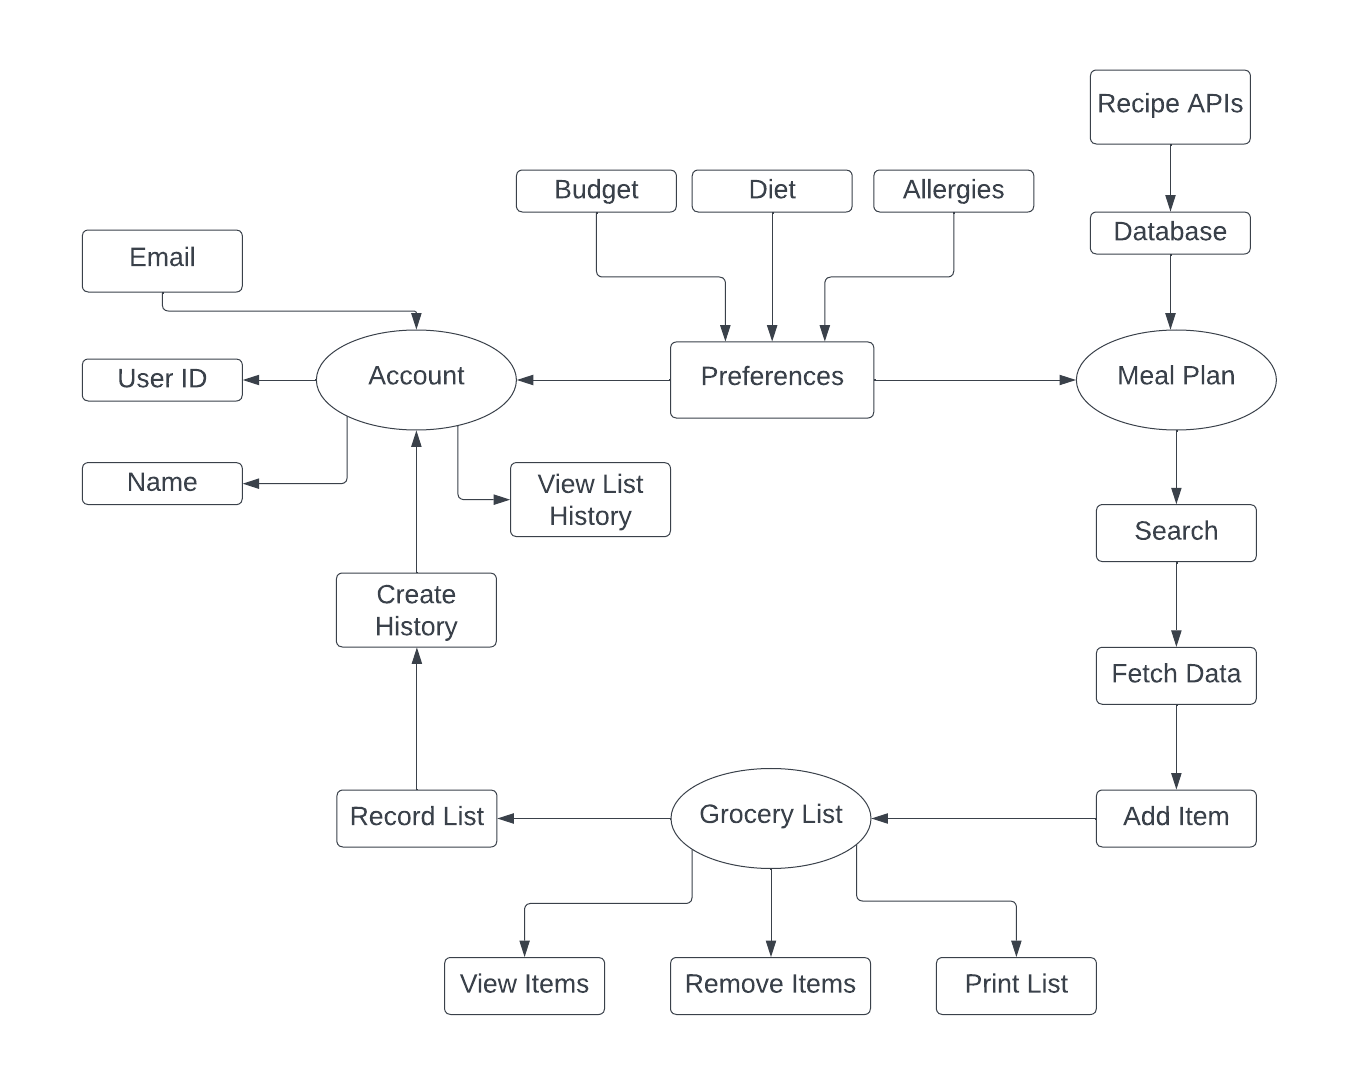 Recipe APIs
Budget
Diet
Allergies
Database
Email
Account
Preferences
Meal Plan
User ID
Name
View List
History
Search
Create
History
Fetch Data
Record List
Grocery List
Add Item
View Items
Remove Items
Print List